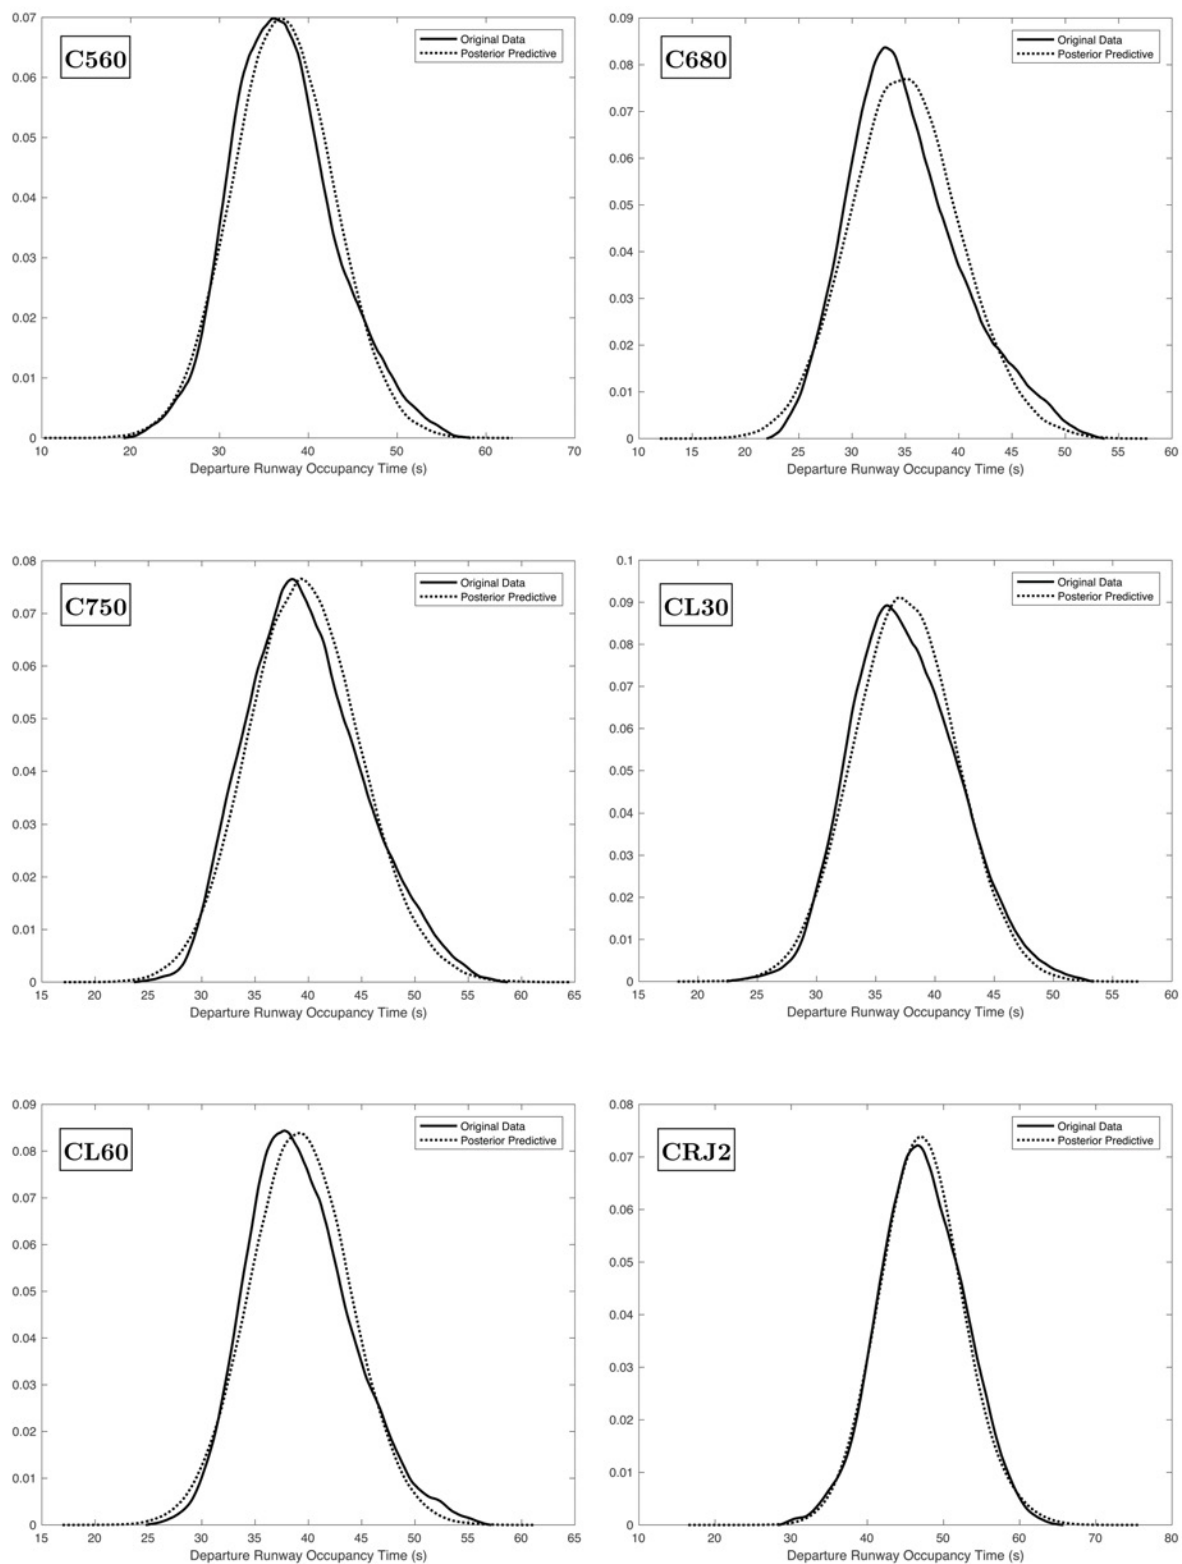 C560
Original Data
Posterior Predictive
0.07
0.06
0.05
0.04
0.03
0.02
0.01
0
10 20 30 40 50 60 70
Departure Runway Occupancy Time (s)
C680
Original Data
Posterior Predictive
0.09
0.08
0.07
0.06
0.05
0.04
0.03
0.02
0.01
0
10 15 20 25 30 35 40 45 50 55 60
Departure Runway Occupancy Time (s)
C750
Original Data
Posterior Predictive
0.08
0.07
0.06
0.05
0.04
0.03
0.02
0.01
0
15 20 25 30 35 40 45 50 55 60 65
Departure Runway Occupancy Time (s)
CL30
Original Data
Posterior Predictive
0.1
0.09
0.08
0.07
0.06
0.05
0.04
0.03
0.02
0.01
0
15 20 25 30 35 40 45 50 55 60
Departure Runway Occupancy Time (s)
CL60
Original Data
Posterior Predictive
0.09
0.08
0.07
0.06
0.05
0.04
0.03
0.02
0.01
0
15 20 25 30 35 40 45 50 55 60 65
Departure Runway Occupancy Time (s)
CRJ2
Original Data
Posterior Predictive
0.08
0.07
0.06
0.05
0.04
0.03
0.02
0.01
0
10 20 30 40 50 60 70 80
Departure Runway Occupancy Time (s)